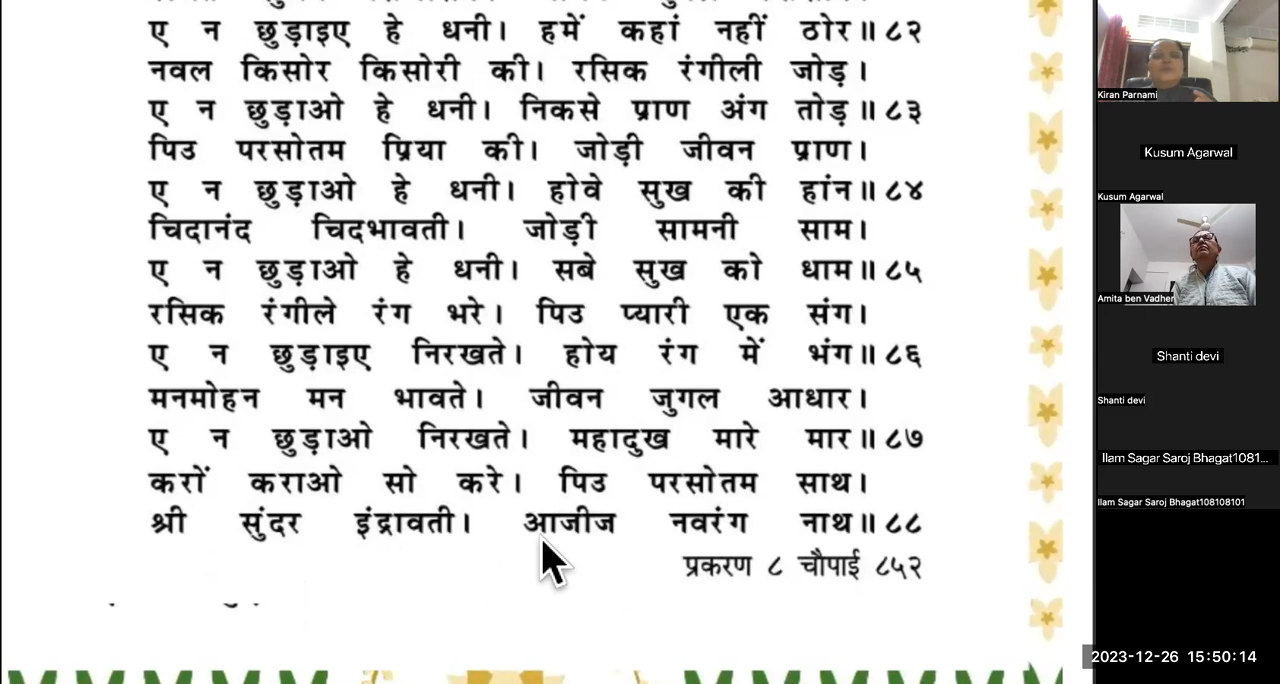 ए न छुड़ाइए हे धनी। हमें कहां नहीं ठोर॥ ८२
नवल किसोर किसोरी की। रसिक रंगीली जोड़।
ए न छुड़ाओ हे धनी। निकसे प्राण अंग तोड़॥ ८३
पिउ परसोतम प्रिया की। जोड़ी जीवन प्राण।
ए न छुड़ाओ हे धनी। होवे सुख की हांन॥ ८४
चिदानंद चिदभावती। जोड़ी सामनी साम।
ए न छुड़ाओ हे धनी। सबे सुख को धाम॥ ८५
रसिक रंगीले रंग भरे। पिउ प्यारी एक संग।
ए न छुड़ाइए निरखते। होय रंग में भंग॥ ८६
मनमोहन मन भावते। जीवन जुगल आधार।
ए न छुड़ाओ निरखते। महादुख मारे मार॥ ८७
करों कराओ सो करे। पिउ परसोतम साथ।
श्री सुंदर इंद्रावती। आजीज नवरंग नाथ॥ ८८
प्रकरण ८ चौपाई ८५२
Kiran Parnami
Kusum Agarwal
Kusum Agarwal
Amita ben Vadher
Shanti devi
Shanti devi
Ilam Sagar Saroj Bhagat1081...
Ilam Sagar Saroj Bhagat108108101
2023-12-26 15:50:14